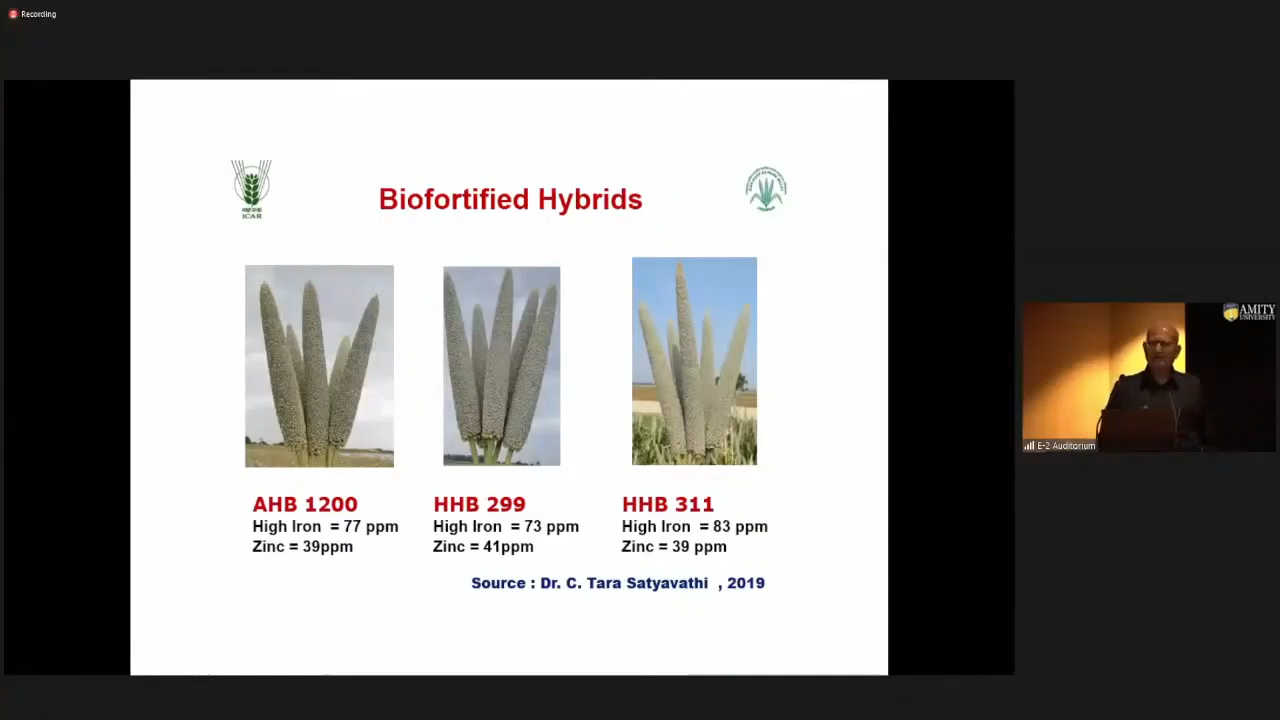 Recording
Biofortified Hybrids
ICAR
AHB 1200
High Iron = 77 ppm
Zinc = 39ppm
HHB 299
High Iron = 73 ppm
Zinc = 41ppm
HHB 311
High Iron = 83 ppm
Zinc = 39 ppm
Source : Dr. C. Tara Satyavathi , 2019
AMITY
UNIVERSITY
E-2 Auditorium